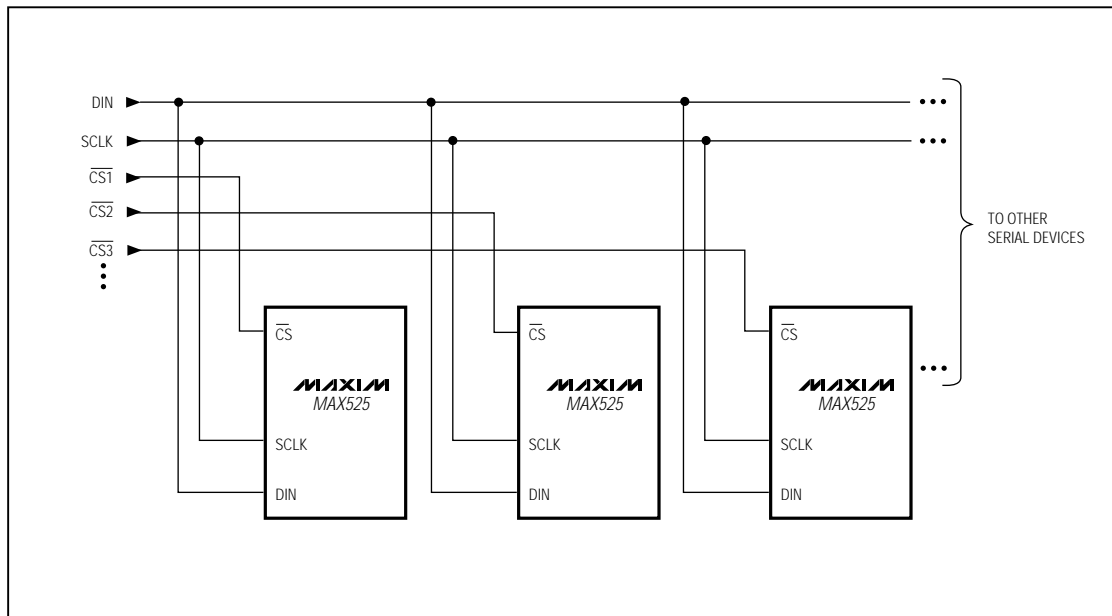 DIN
SCLK
CS1
CS2
CS3
TO OTHER
SERIAL DEVICES
CS
MAXIM
MAX525
SCLK
DIN
CS
MAXIM
MAX525
SCLK
DIN
CS
MAXIM
MAX525
SCLK
DIN